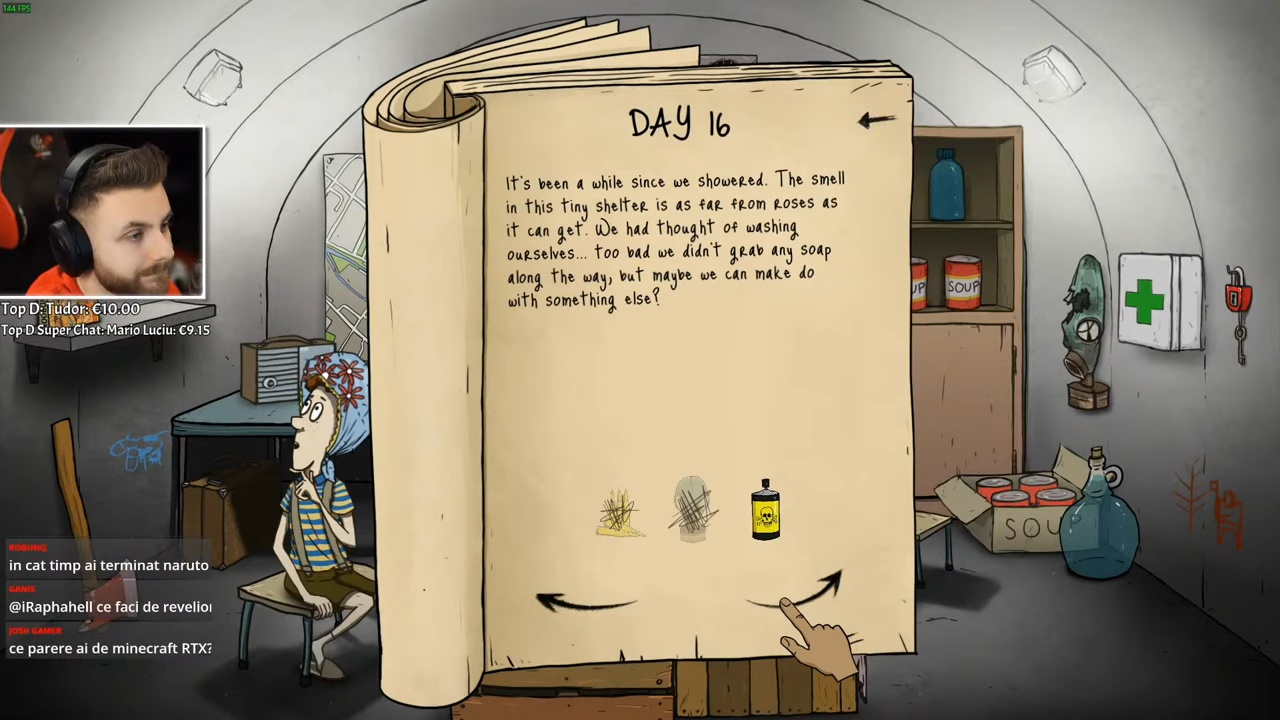 144 FPS
DAY 16
It's been a while since we showered. The smell
in this tiny shelter is as far from roses as
it can get. We had thought of washing
ourselves... too bad we didn't grab any soap
along the way, but maybe we can make do
with something else?
Top D: Tudor: €10.00
Top D Super Chat: Mario Luciu: €9.15
SOUP
SOUP
in cat timp ai terminat naruto
GANIS
@iRaphahell ce faci de revelion
JOSH GAMER
ce parere ai de minecraft RTX?